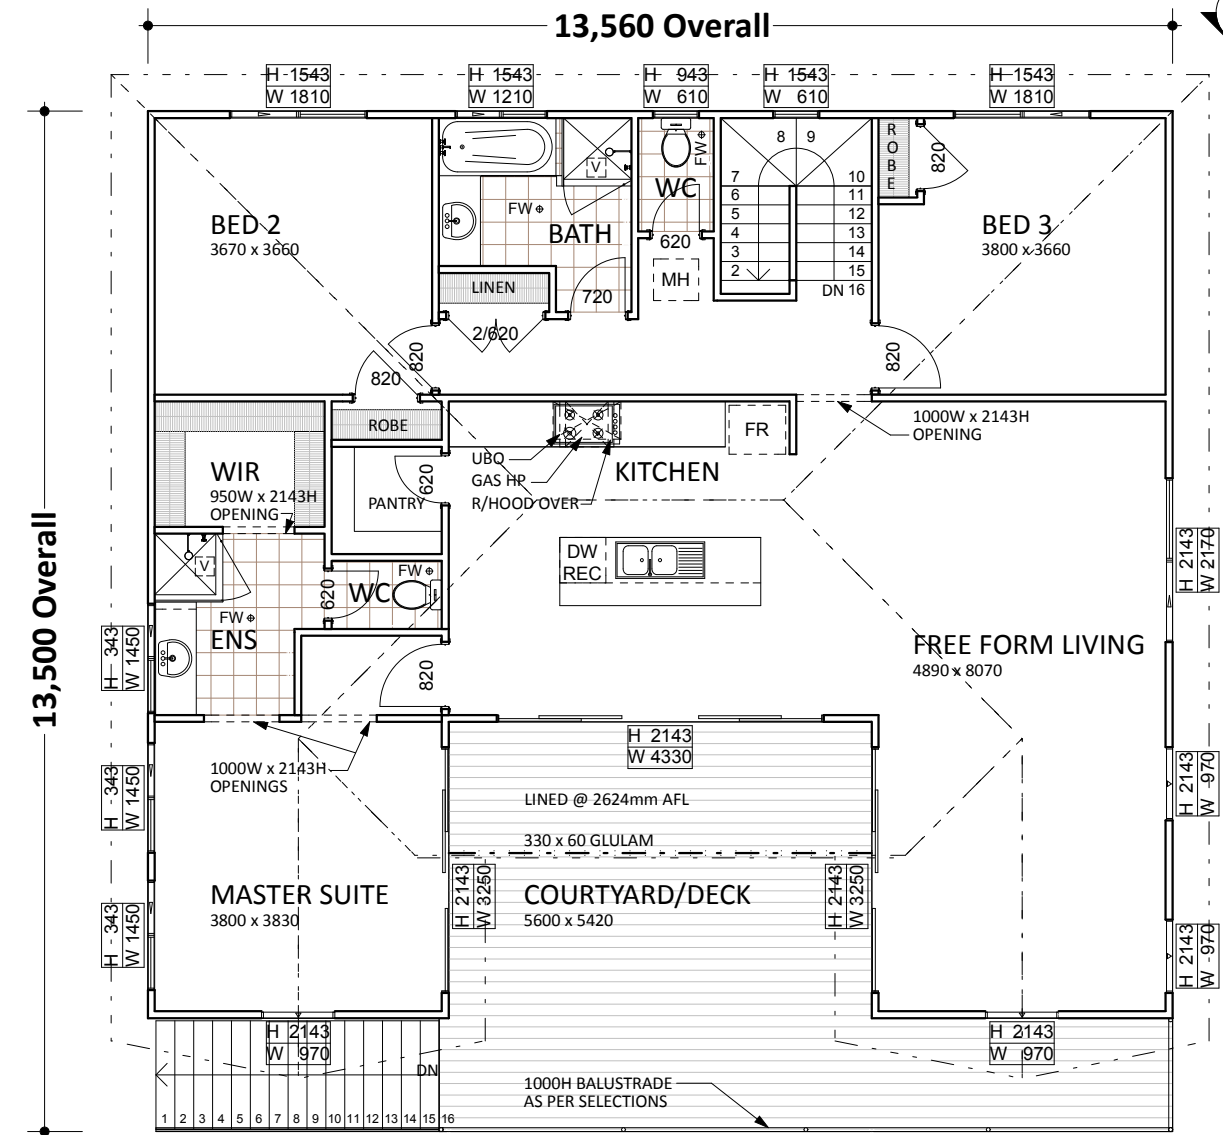 13,560 Overall
H 1543
W 1810
H 1543
W 1210
H 943
W 610
H 1543
W 610
H 1543
W 1810
13,500 Overall
BED 2
3670 x 3660
FW
BATH
V
LINEN
2/620
720
FW
WC
620
MH
8 9
7
6
5
4
3
2
10
11
12
13
14
15
DN 16
ROBE
820
BED 3
3800 x 3660
820
820
820
ROBE
WIR
950W x 2143H
OPENING
PANTRY
620
UBO
GAS HP
R/HOOD OVER
KITCHEN
FR
1000W x 2143H
OPENING
DW
REC
V
FW
ENS
620
WC
FW
820
FREE FORM LIVING
4890 x 8070
H 2143
W 2170
H 343
W 1450
H 2143
W 4330
1000W x 2143H
OPENINGS
LINED @ 2624mm AFL
330 x 60 GLULAM
H 343
W 1450
H 2143
W 970
MASTER SUITE
3800 x 3830
H 2143
W 3250
COURTYARD/DECK
5600 x 5420
H 2143
W 3250
H 343
W 1450
H 2143
W 970
H 2143
W 970
H 2143
W 970
DN
1 2 3 4 5 6 7 8 9 10 11 12 13 14 15 16
1000H BALUSTRADE
AS PER SELECTIONS